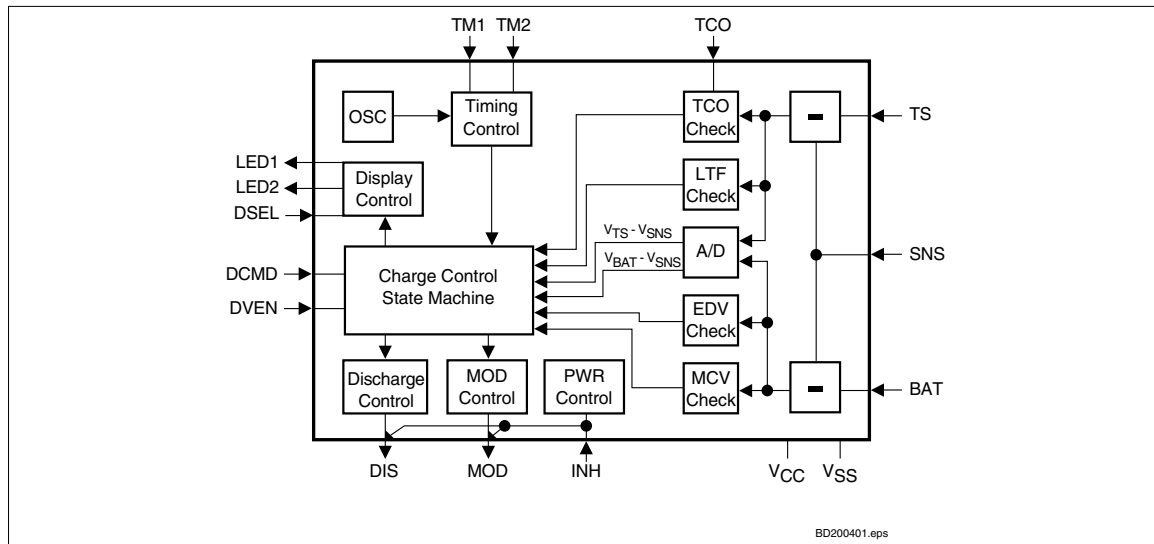 TM1 TM2 TCO
OSC
Timing
Control
TCO
Check
TS
LED1
LED2
DSEL
Display
Control
LTF
Check
VTS - VSNS
VBAT - VSNS
A/D
SNS
DCMD
DVEN
Charge Control
State Machine
EDV
Check
Discharge
Control
MOD
Control
PWR
Control
MCV
Check
BAT
DIS MOD INH VCC VSS
BD200401.eps